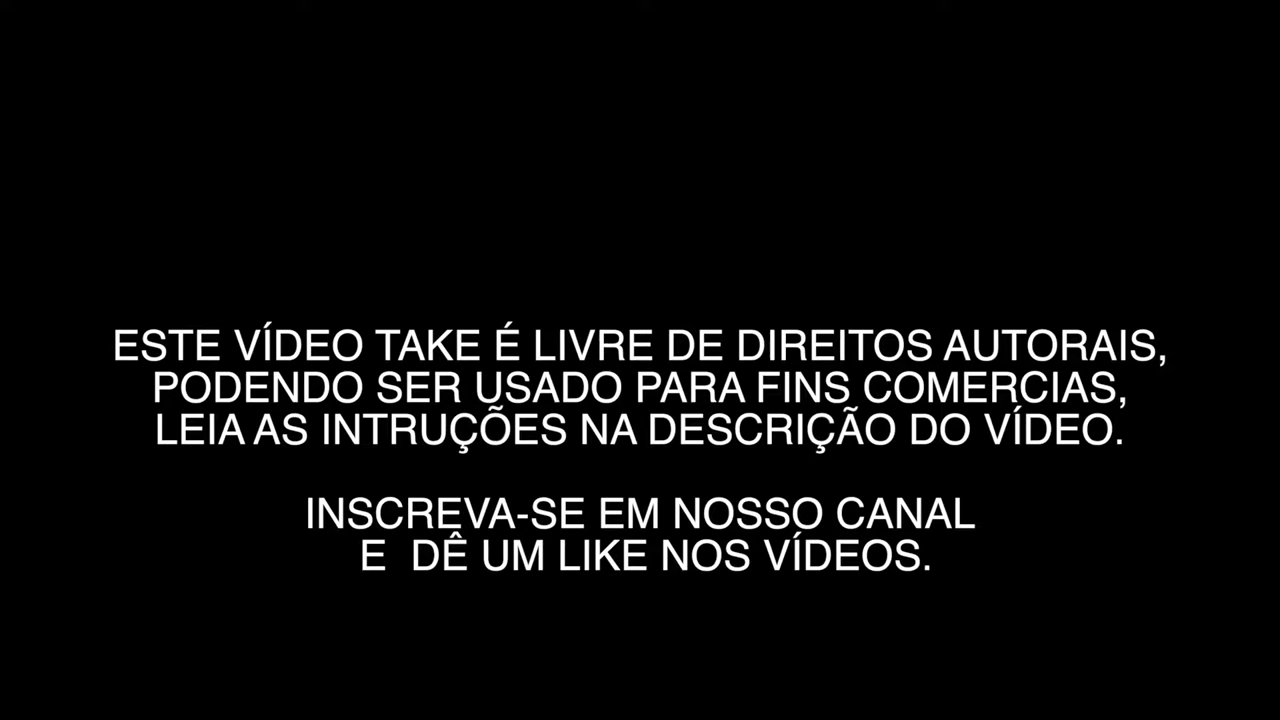 ESTE VÍDEO TAKE É LIVRE DE DIREITOS AUTORAIS,
PODENDO SER USADO PARA FINS COMERCIAS,
LEIA AS INTRUÇÕES NA DESCRIÇÃO DO VÍDEO.
INSCREVA-SE EM NOSSO CANAL
E  DÊ UM LIKE NOS VÍDEOS.